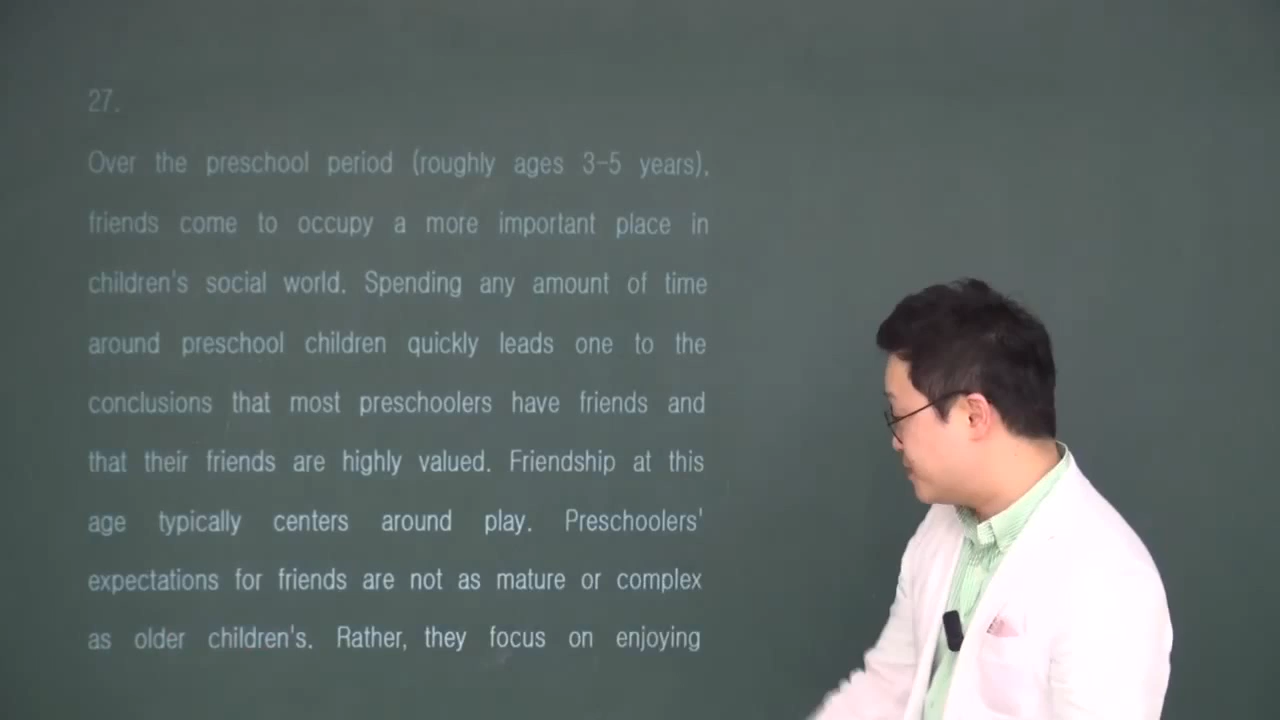 27.
Over the preschool period (roughly ages 3-5 years),
friends come to occupy a more important place in
children's social world. Spending any amount of time
around preschool children quickly leads one to the
conclusions that most preschoolers have friends and
that their friends are highly valued. Friendship at this
age typically centers around play. Preschoolers'
expectations for friends are not as mature or complex
as older children's. Rather, they focus on enjoying